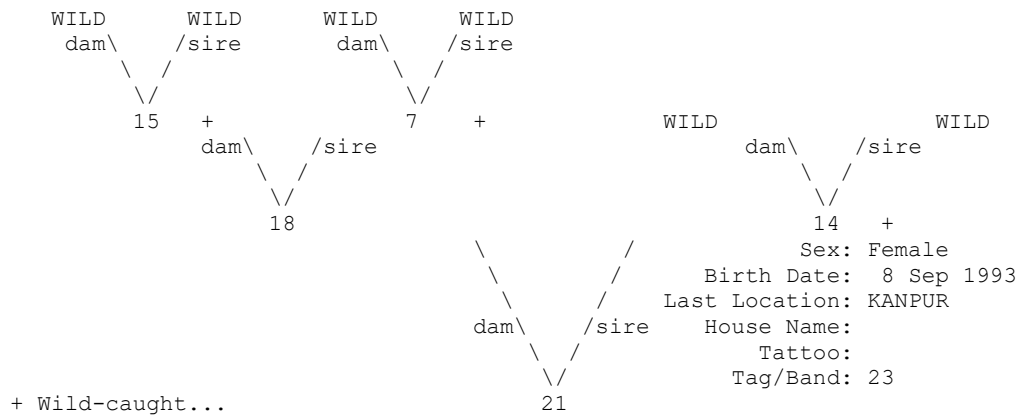 WILD WILD WILD WILD
dam\ /sire dam\ /sire
\ / \ /
\/ \/
15 + 7 + WILD WILD
dam\ /sire dam\ /sire
\ / \ /
\/ \/
18 14 +
\ / Sex: Female
\ / Birth Date: 8 Sep 1993
\ / Last Location: KANPUR
dam\ /sire House Name:
\ / Tattoo:
\/ Tag/Band: 23
+ Wild-caught... 21